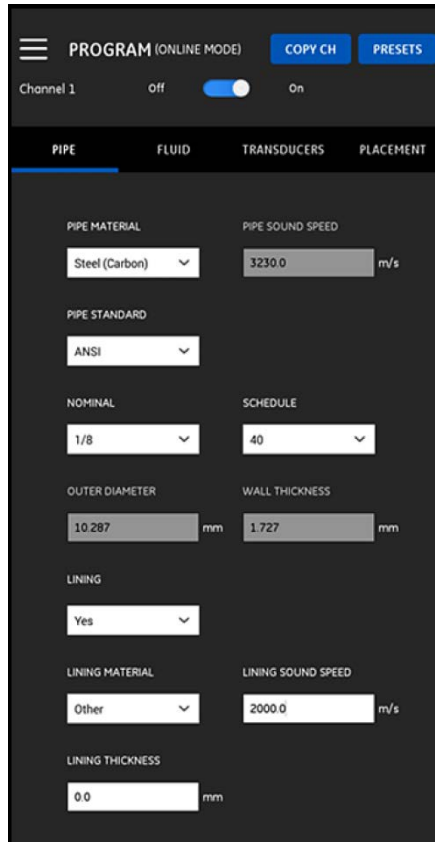 PROGRAM (ONLINE MODE) COPY CH PRESETS
Channel 1 Off On
PIPE FLUID TRANSDUCERS PLACEMENT
PIPE MATERIAL PIPE SOUND SPEED
Steel (Carbon) 3230.0 m/s
PIPE STANDARD
ANSI
NOMINAL SCHEDULE
1/8 40
OUTER DIAMETER WALL THICKNESS
10.287 mm 1.727 mm
LINING
Yes
LINING MATERIAL LINING SOUND SPEED
Other 2000.0 m/s
LINING THICKNESS
0.0 mm